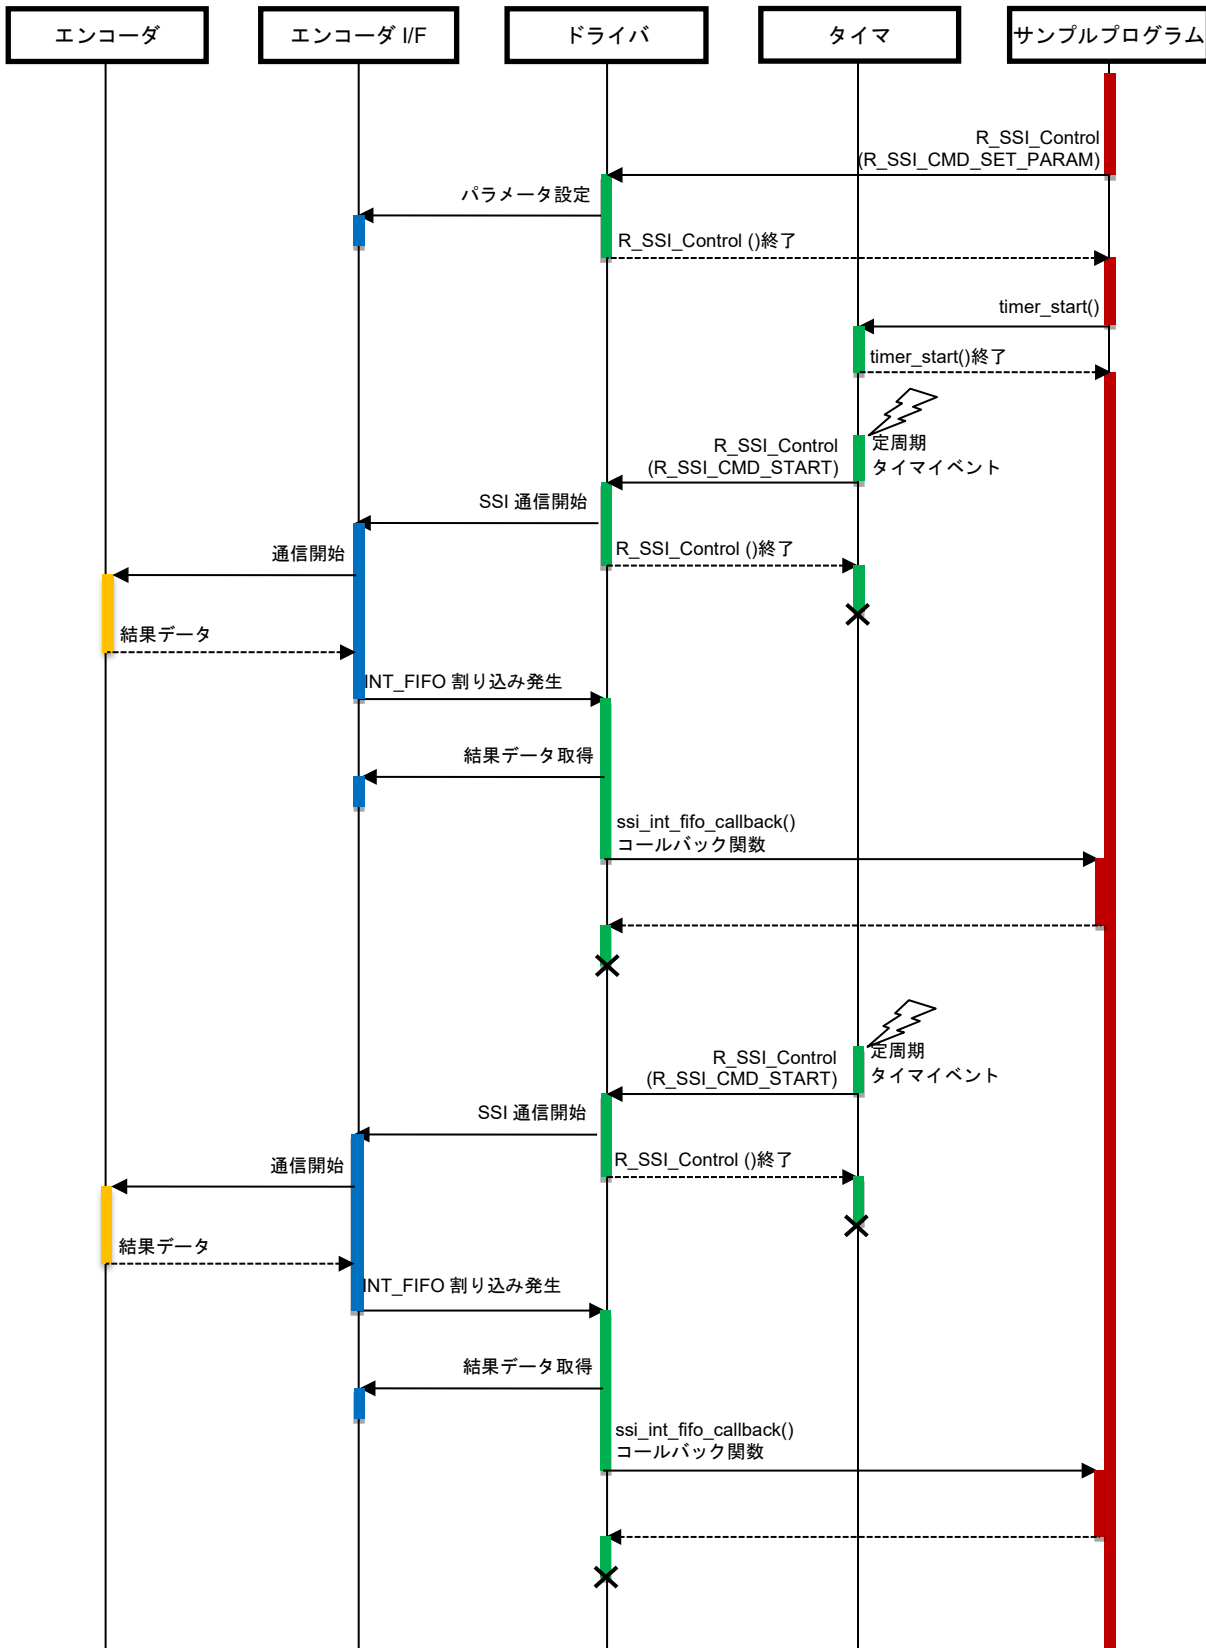 エンコーダ
エンコーダ I/F
ドライバ
タイマ
サンプルプログラム
R_SSI_Control
(R_SSI_CMD_SET_PARAM)
パラメータ設定
R_SSI_Control ()終了
timer_start()
timer_start()終了
定周期
タイマイベント
R_SSI_Control
(R_SSI_CMD_START)
SSI 通信開始
R_SSI_Control ()終了
通信開始
結果データ
INT_FIFO 割り込み発生
結果データ取得
ssi_int_fifo_callback()
コールバック関数
定周期
タイマイベント
R_SSI_Control
(R_SSI_CMD_START)
SSI 通信開始
R_SSI_Control ()終了
通信開始
結果データ
INT_FIFO 割り込み発生
結果データ取得
ssi_int_fifo_callback()
コールバック関数